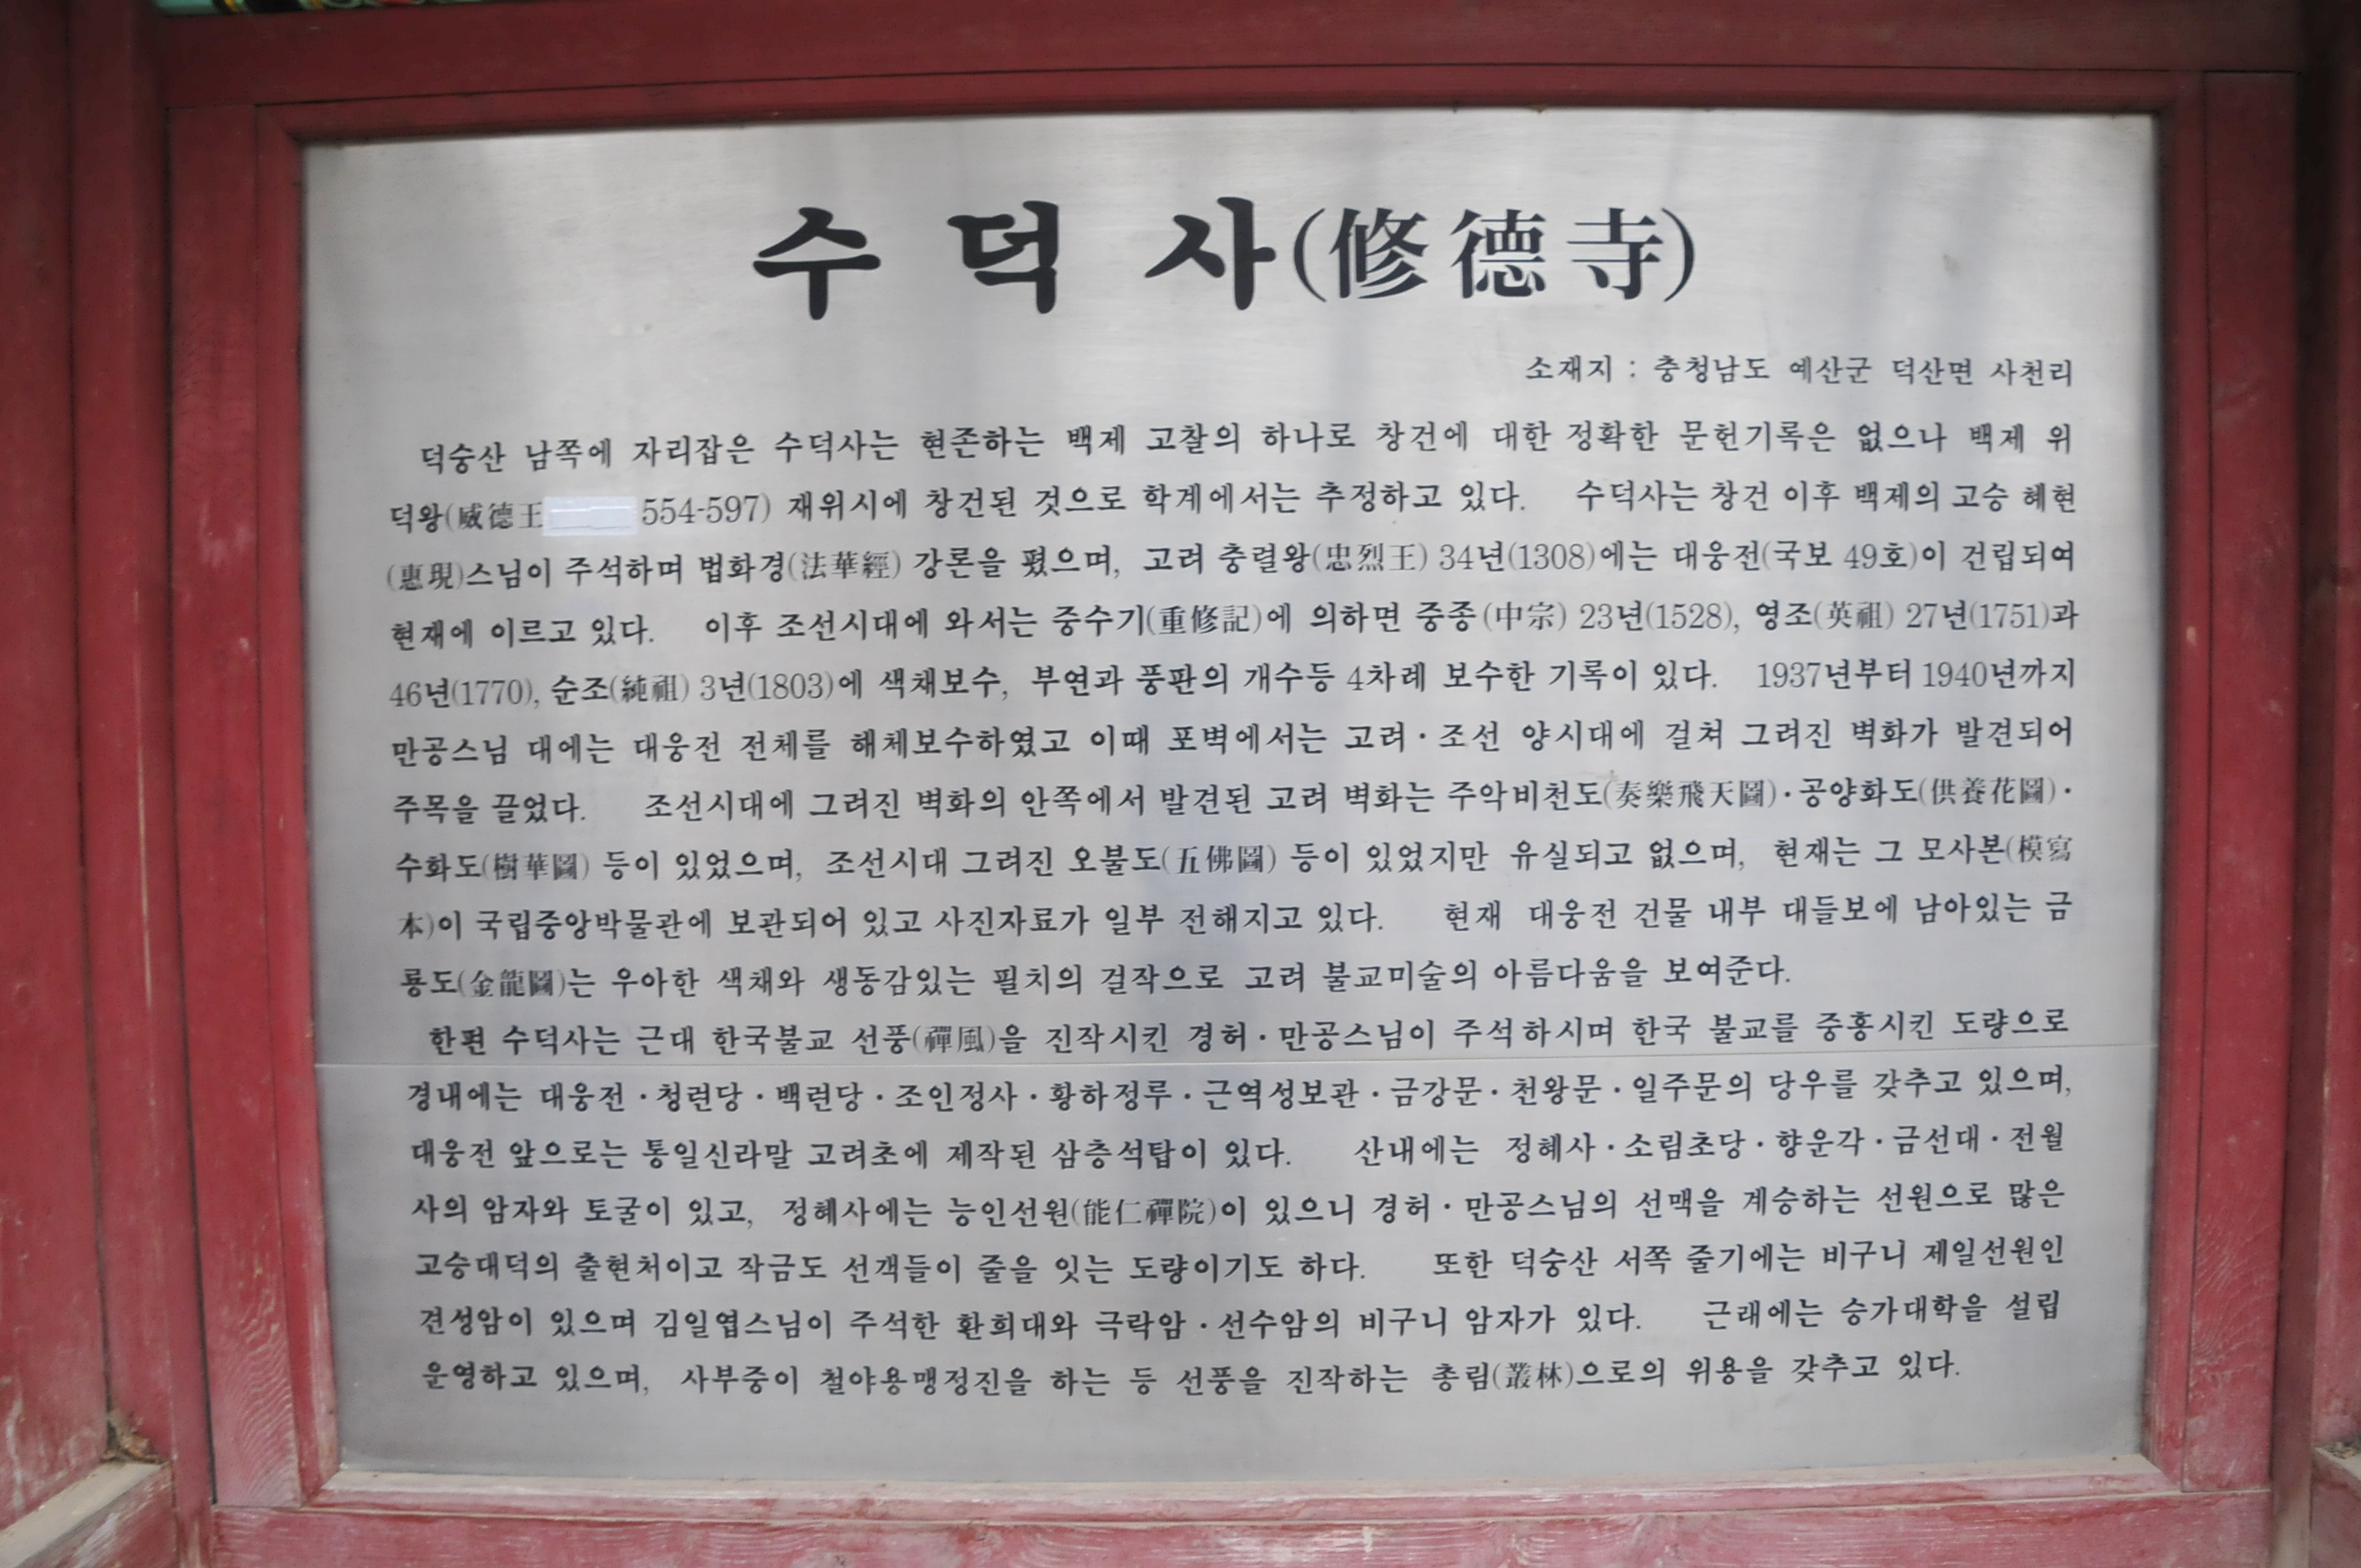 수덕사(修德寺)
소재지 : 충청남도 예산군 덕산면 사천리
덕숭산 남쪽에 자리잡은 수덕사는 현존하는 백제 고찰의 하나로 창건에 대한 정확한 문헌기록은 없으나 백제 위
덕왕(威德王 554-597) 재위시에 창건된 것으로 학계에서는 추정하고 있다. 수덕사는 창건 이후 백제의 고승 혜현
(惠現)스님이 주석하며 법화경(法華經) 강론을 폈으며, 고려 충렬왕(忠烈王) 34년(1308)에는 대웅전(국보 49호)이 건립되여
현재에 이르고 있다. 이후 조선시대에 와서는 중수기(重修記)에 의하면 중종(中宗) 23년(1528), 영조(英祖) 27년(1751)과
46년(1770), 순조(純祖) 3년(1803)에 색채보수, 부연과 풍판의 개수등 4차례 보수한 기록이 있다. 1937년부터 1940년까지
만공스님 대에는 대웅전 전체를 해체보수하였고 이때 포벽에서는 고려·조선 양시대에 걸쳐 그려진 벽화가 발견되어
주목을 끌었다. 조선시대에 그려진 벽화의 안쪽에서 발견된 고려 벽화는 주악비천도(奏樂飛天圖)·공양화도(供養花圖)·
수화도(樹華圖) 등이 있었으며, 조선시대 그려진 오불도(五佛圖) 등이 있었지만 유실되고 없으며, 현재는 그 모사본(模寫
本)이 국립중앙박물관에 보관되어 있고 사진자료가 일부 전해지고 있다. 현재 대웅전 건물 내부 대들보에 남아있는 금
룡도(金龍圖)는 우아한 색채와 생동감있는 필치의 걸작으로 고려 불교미술의 아름다움을 보여준다.
한편 수덕사는 근대 한국불교 선풍(禪風)을 진작시킨 경허·만공스님이 주석하시며 한국 불교를 중흥시킨 도량으로
경내에는 대웅전·청련당·백련당·조인정사·황하정루·근역성보관·금강문·천왕문·일주문의 당우를 갖추고 있으며,
대웅전 앞으로는 통일신라말 고려초에 제작된 삼층석탑이 있다. 산내에는 정혜사·소림초당·향운각·금선대·전월
사의 암자와 토굴이 있고, 정혜사에는 능인선원(能仁禪院)이 있으니 경허·만공스님의 선맥을 계승하는 선원으로 많은
고승대덕의 출현처이고 작금도 선객들이 줄을 잇는 도량이기도 하다. 또한 덕숭산 서쪽 줄기에는 비구니 제일선원인
견성암이 있으며 김일엽스님이 주석한 환희대와 극락암·선수암의 비구니 암자가 있다. 근래에는 승가대학을 설립
운영하고 있으며, 사부중이 철야용맹정진을 하는 등 선풍을 진작하는 총림(叢林)으로의 위용을 갖추고 있다.